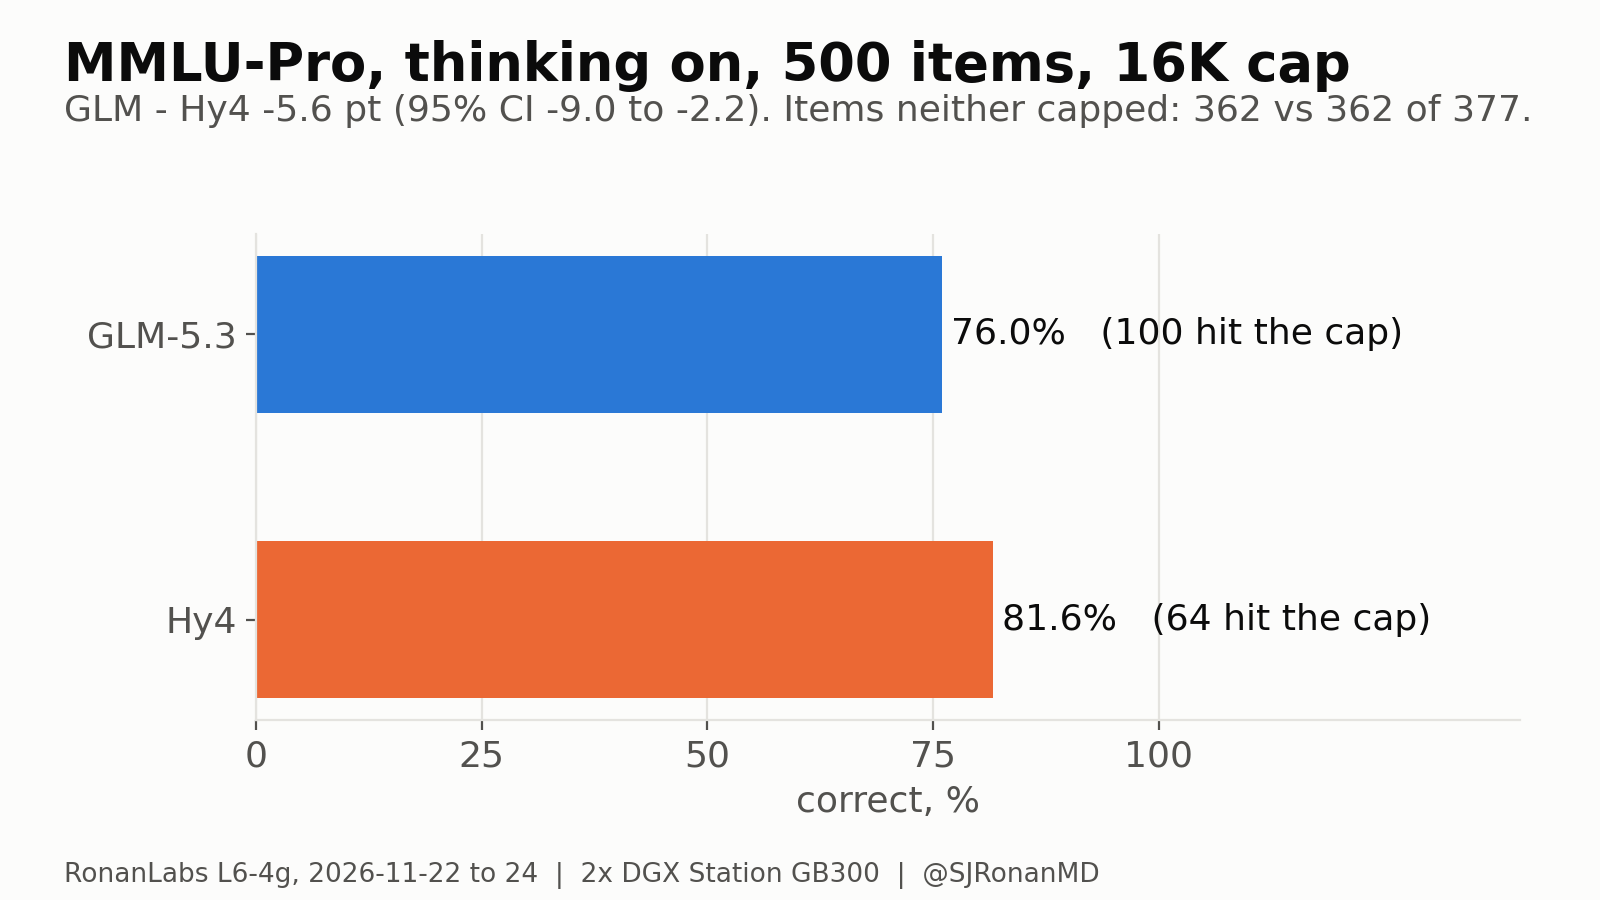 MMLU-Pro, thinking on, 500 items, 16K cap
GLM - Hy4 -5.6 pt (95% CI -9.0 to -2.2). Items neither capped: 362 vs 362 of 377.
GLM-5.3
76.0% (100 hit the cap)
Hy4
81.6% (64 hit the cap)
0 25 50 75 100
correct, %
RonanLabs L6-4g, 2026-11-22 to 24 | 2x DGX Station GB300 | @SJRonanMD